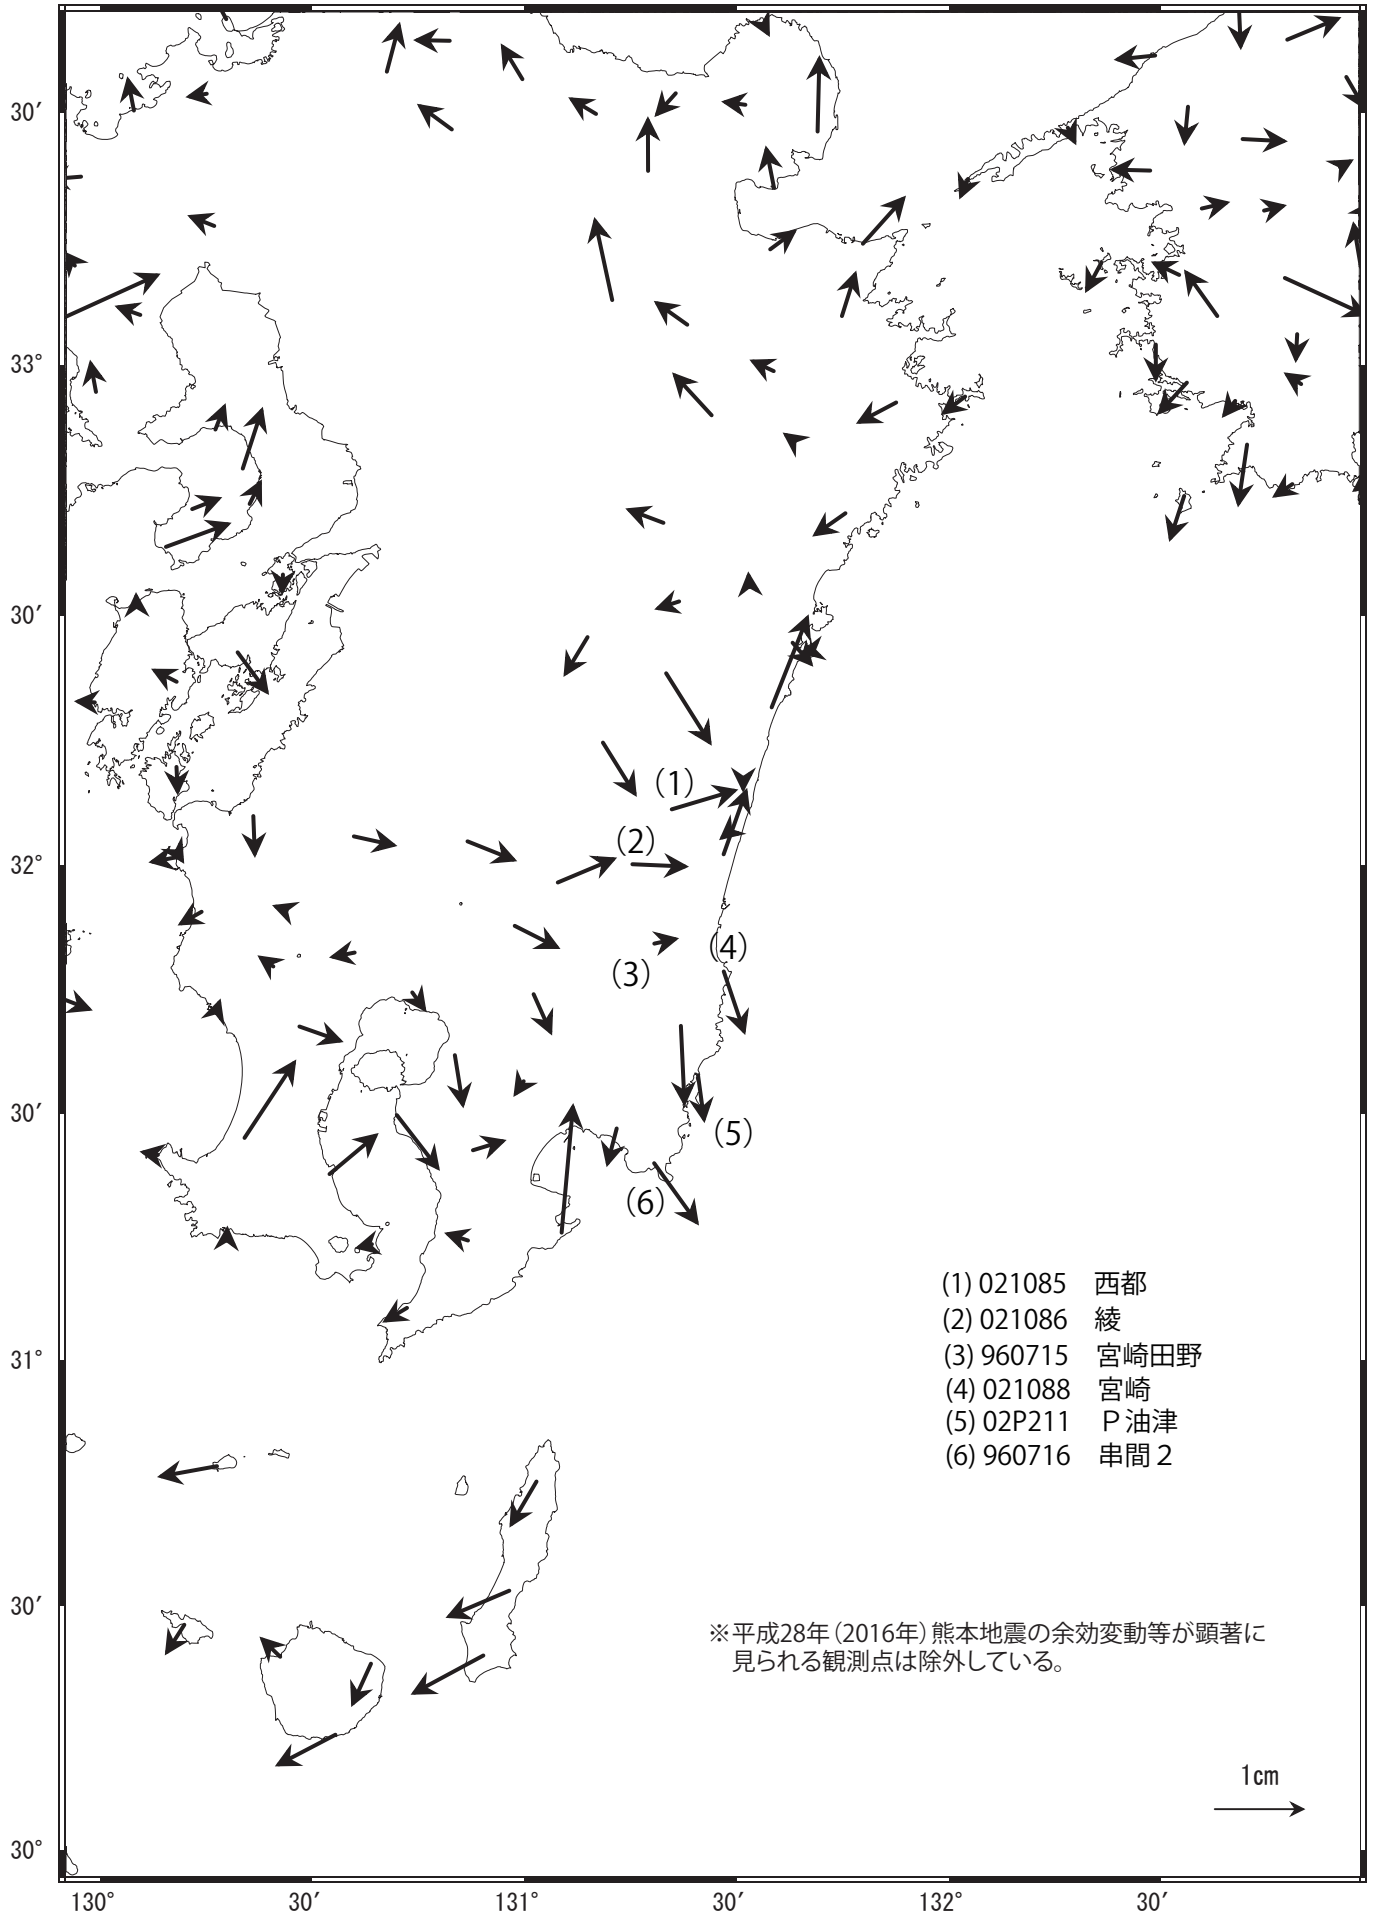 30′
33°
30′
(1)
(2)
32°
(4)
(3)
30′
(5)
(6)
(1) 021085 西都
(2) 021086 綾
31°
(3) 960715 宮崎田野
(4) 021088 宮崎
(5) 02P211 Ｐ油津
(6) 960716 串間２
30′
※平成28年(2016年)熊本地震の余効変動等が顕著に
見られる観測点は除外している。
1cm
30°
130° 30′ 131° 30′ 132° 30′